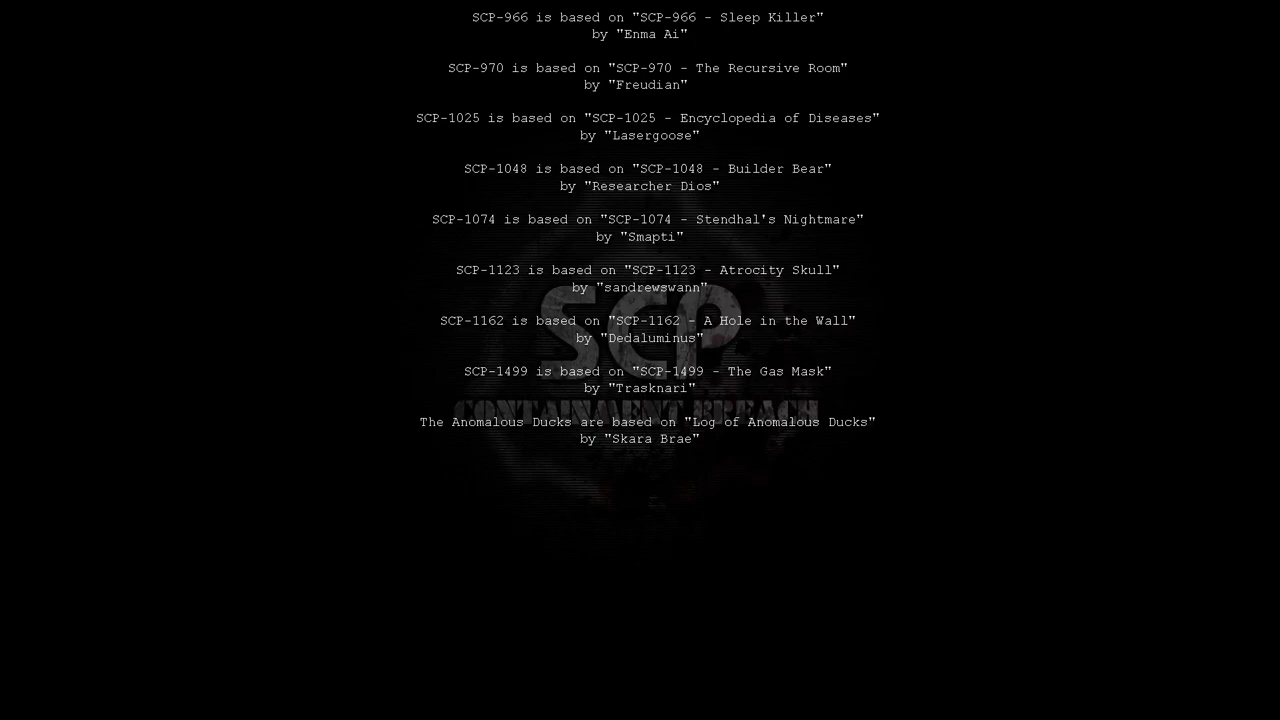 SCP-966 is based on "SCP-966 - Sleep Killer"
by "Enma Ai"
SCP-970 is based on "SCP-970 - The Recursive Room"
by "Freudian"
SCP-1025 is based on "SCP-1025 - Encyclopedia of Diseases"
by "Lasergoose"
SCP-1048 is based on "SCP-1048 - Builder Bear"
by "Researcher Dios"
SCP-1074 is based on "SCP-1074 - Stendhal's Nightmare"
by "Smapti"
SCP-1123 is based on "SCP-1123 - Atrocity Skull"
by "sandrewswann"
SCP-1162 is based on "SCP-1162 - A Hole in the Wall"
by "Dedaluminus"
SCP-1499 is based on "SCP-1499 - The Gas Mask"
by "Trasknari"
The Anomalous Ducks are based on "Log of Anomalous Ducks"
by "Skara Brae"
SCP
CONTAINMENT BREACH